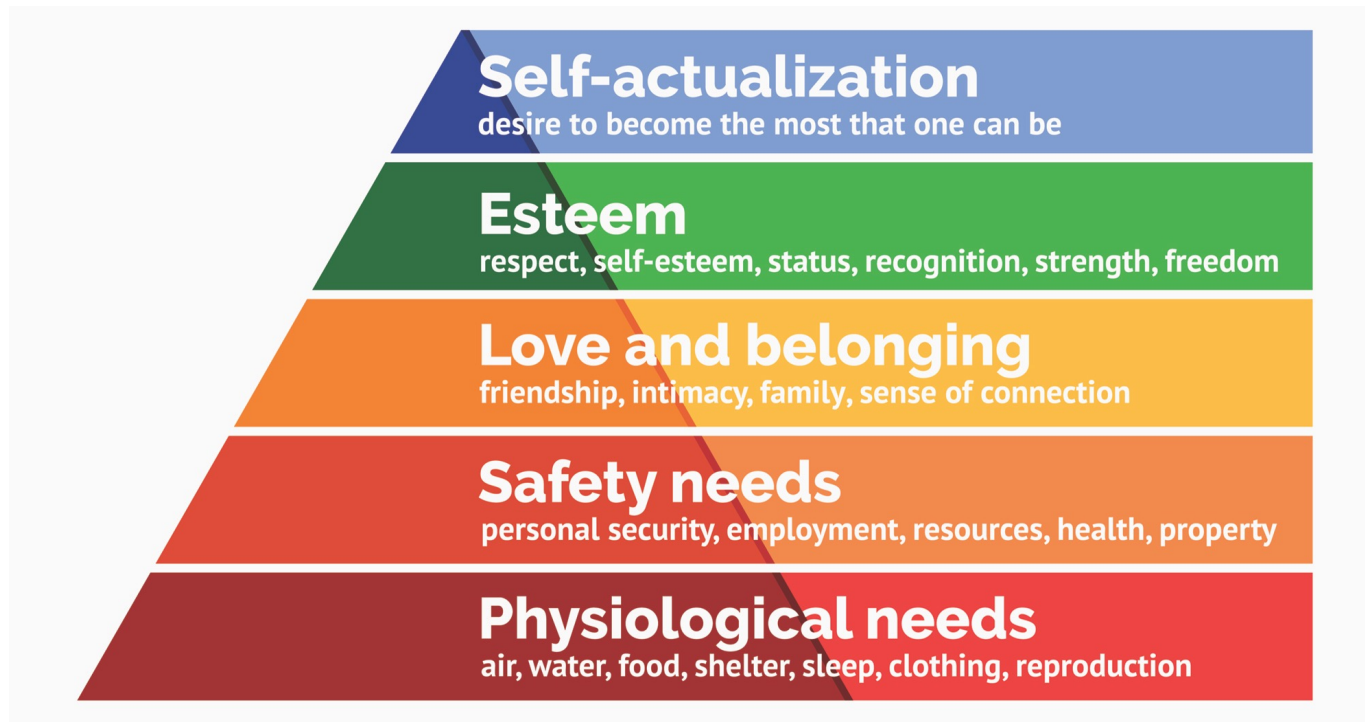 Self-actualization
desire to become the most that one can be
Esteem
respect, self-esteem, status, recognition, strength, freedom
Love and belonging
friendship, intimacy, family, sense of connection
Safety needs
personal security, employment, resources, health, property
Physiological needs
air, water, food, shelter, sleep, clothing, reproduction